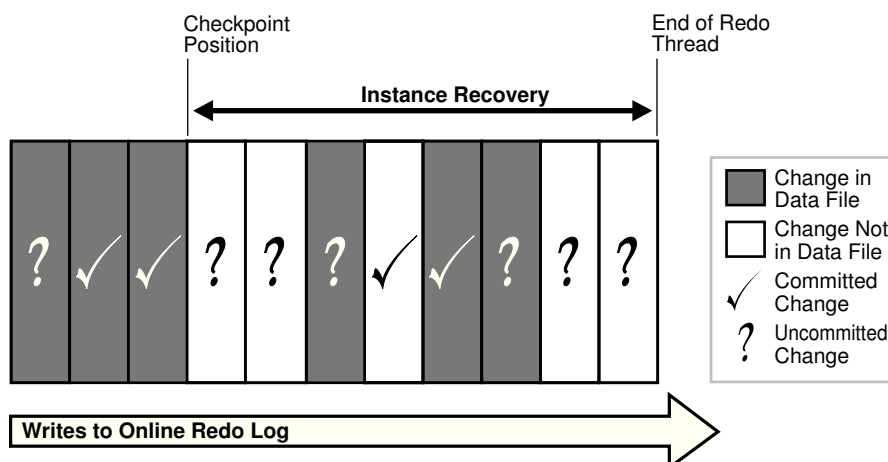 Checkpoint
Position
End of Redo
Thread
Instance Recovery
? ? ? ? ? ? ?
Change in
Data File
Change Not
in Data File
Committed
Change
? Uncommitted
Change
Writes to Online Redo Log